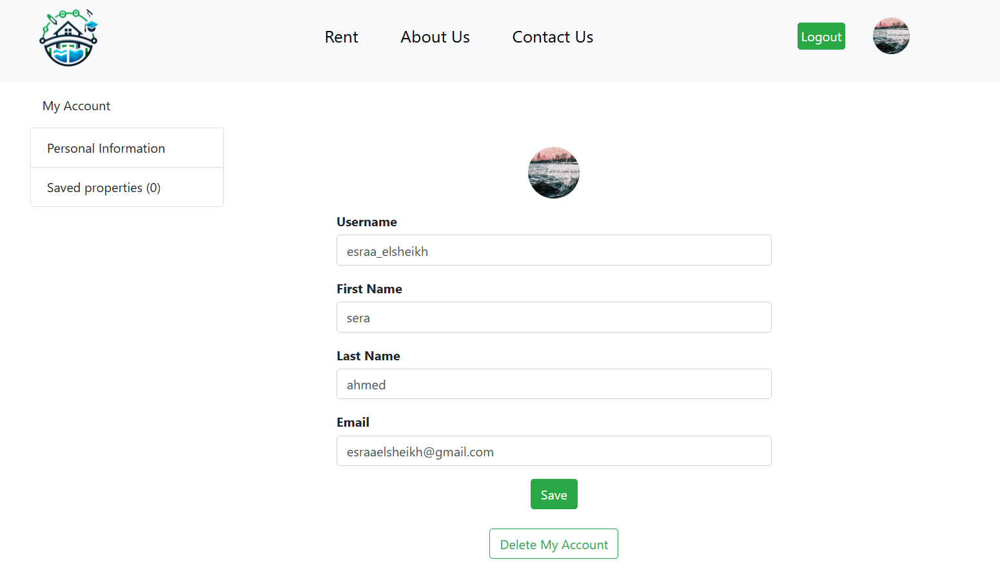 Rent
About Us
Contact Us
Logout
My Account
Personal Information
Saved properties (0)
Username
esraa_elsheikh
First Name
sera
Last Name
ahmed
Email
esraaelsheikh@gmail.com
Save
Delete My Account